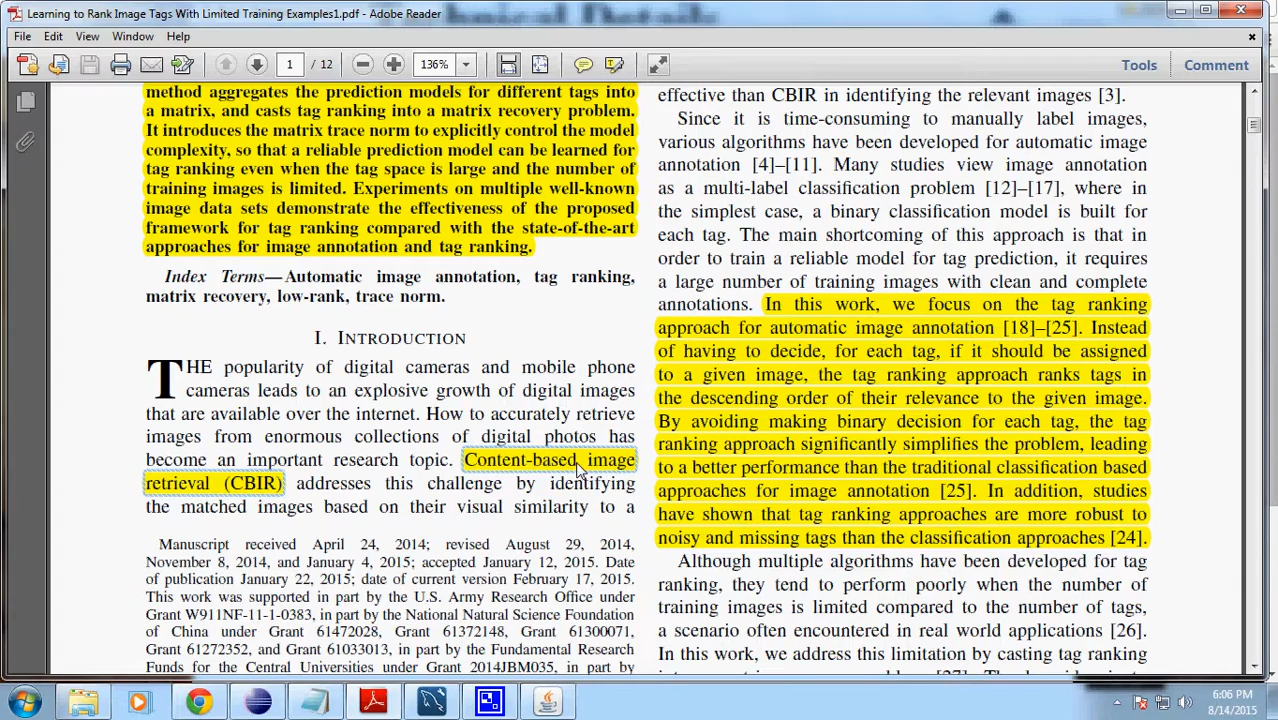 Learning to Rank Image Tags With Limited Training Examples1.pdf - Adobe Reader
File Edit View Window Help
1 / 12 136% Tools Comment
method aggregates the prediction models for different tags into
a matrix, and casts tag ranking into a matrix recovery problem.
It introduces the matrix trace norm to explicitly control the model
complexity, so that a reliable prediction model can be learned for
tag ranking even when the tag space is large and the number of
training images is limited. Experiments on multiple well-known
image data sets demonstrate the effectiveness of the proposed
framework for tag ranking compared with the state-of-the-art
approaches for image annotation and tag ranking.
Index Terms—Automatic image annotation, tag ranking,
matrix recovery, low-rank, trace norm.
I. INTRODUCTION
THE popularity of digital cameras and mobile phone
cameras leads to an explosive growth of digital images
that are available over the internet. How to accurately retrieve
images from enormous collections of digital photos has
become an important research topic. Content-based image
retrieval (CBIR) addresses this challenge by identifying
the matched images based on their visual similarity to a
Manuscript received April 24, 2014; revised August 29, 2014,
November 8, 2014, and January 4, 2015; accepted January 12, 2015. Date
of publication January 22, 2015; date of current version February 17, 2015.
This work was supported in part by the U.S. Army Research Office under
Grant W911NF-11-1-0383, in part by the National Natural Science Foundation
of China under Grant 61472028, Grant 61372148, Grant 61300071,
Grant 61272352, and Grant 61033013, in part by the Fundamental Research
Funds for the Central Universities under Grant 2014JBM035, in part by
effective than CBIR in identifying the relevant images [3].
Since it is time-consuming to manually label images,
various algorithms have been developed for automatic image
annotation [4]–[11]. Many studies view image annotation
as a multi-label classification problem [12]–[17], where in
the simplest case, a binary classification model is built for
each tag. The main shortcoming of this approach is that in
order to train a reliable model for tag prediction, it requires
a large number of training images with clean and complete
annotations. In this work, we focus on the tag ranking
approach for automatic image annotation [18]–[25]. Instead
of having to decide, for each tag, if it should be assigned
to a given image, the tag ranking approach ranks tags in
the descending order of their relevance to the given image.
By avoiding making binary decision for each tag, the tag
ranking approach significantly simplifies the problem, leading
to a better performance than the traditional classification based
approaches for image annotation [25]. In addition, studies
have shown that tag ranking approaches are more robust to
noisy and missing tags than the classification approaches [24].
Although multiple algorithms have been developed for tag
ranking, they tend to perform poorly when the number of
training images is limited compared to the number of tags,
a scenario often encountered in real world applications [26].
In this work, we address this limitation by casting tag ranking
6:06 PM
8/14/2015